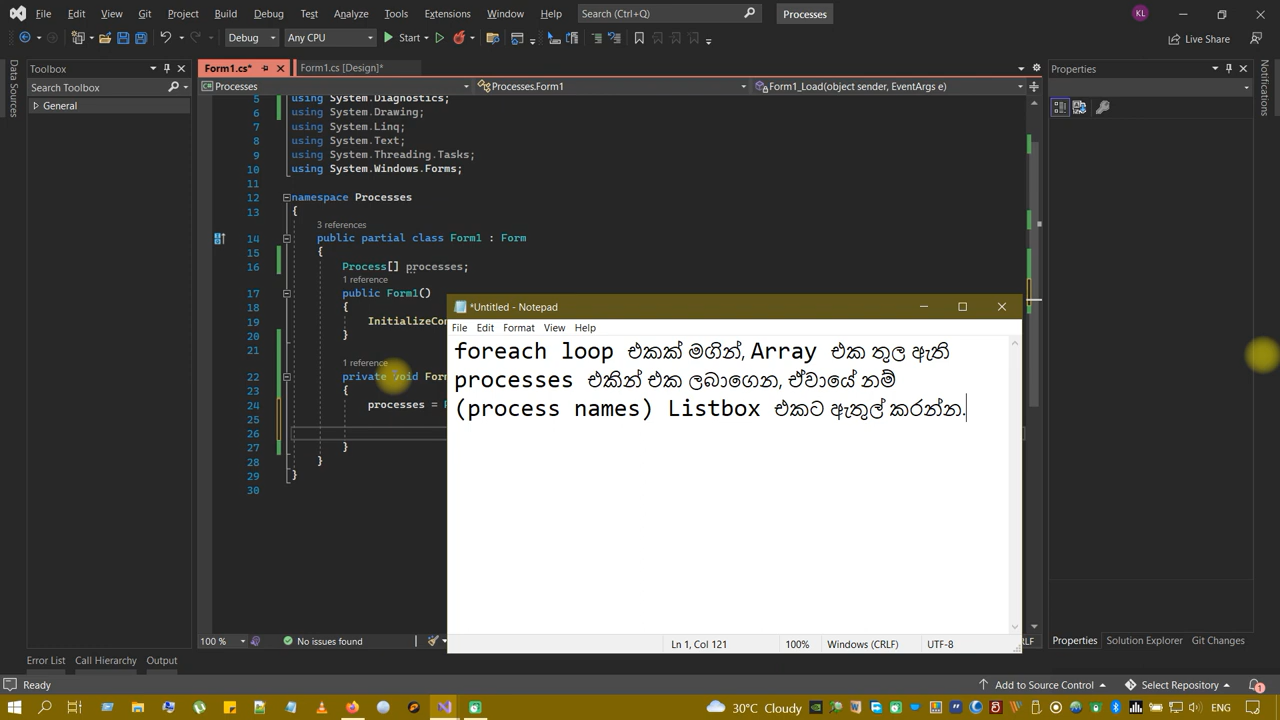 File Edit View Git Project Build Debug Test Analyze Tools Extensions Window Help Search (Ctrl+Q) Processes KL
Debug Any CPU Start Live Share
Data Sources
Toolbox
Search Toolbox
General
Form1.cs* Form1.cs [Design]*
Processes Processes.Form1 Form1_Load(object sender, EventArgs e)
5 using System.Diagnostics;
6 using System.Drawing;
7 using System.Linq;
8 using System.Text;
9 using System.Threading.Tasks;
10 using System.Windows.Forms;
11
12 namespace Processes
13 {
3 references
14 public partial class Form1 : Form
15 {
16 Process[] processes;
1 reference
17 public Form1()
18 {
19 InitializeCon
20 }
21
1 reference
22 private void Form
23 {
24 processes =
25
26
27 }
28 }
29 }
30
*Untitled - Notepad
File Edit Format View Help
foreach loop එකක් මගින්, Array එක තුල ඇති
processes එකින් එක ලබාගෙන, ඒවායේ නම්
(process names) Listbox එකට ඇතුල් කරන්න.
Ln 1, Col 121 100% Windows (CRLF) UTF-8
Properties
Notifications
100 % No issues found RLF
Properties Solution Explorer Git Changes
Error List Call Hierarchy Output
Ready Add to Source Control Select Repository 1
30°C Cloudy ENG